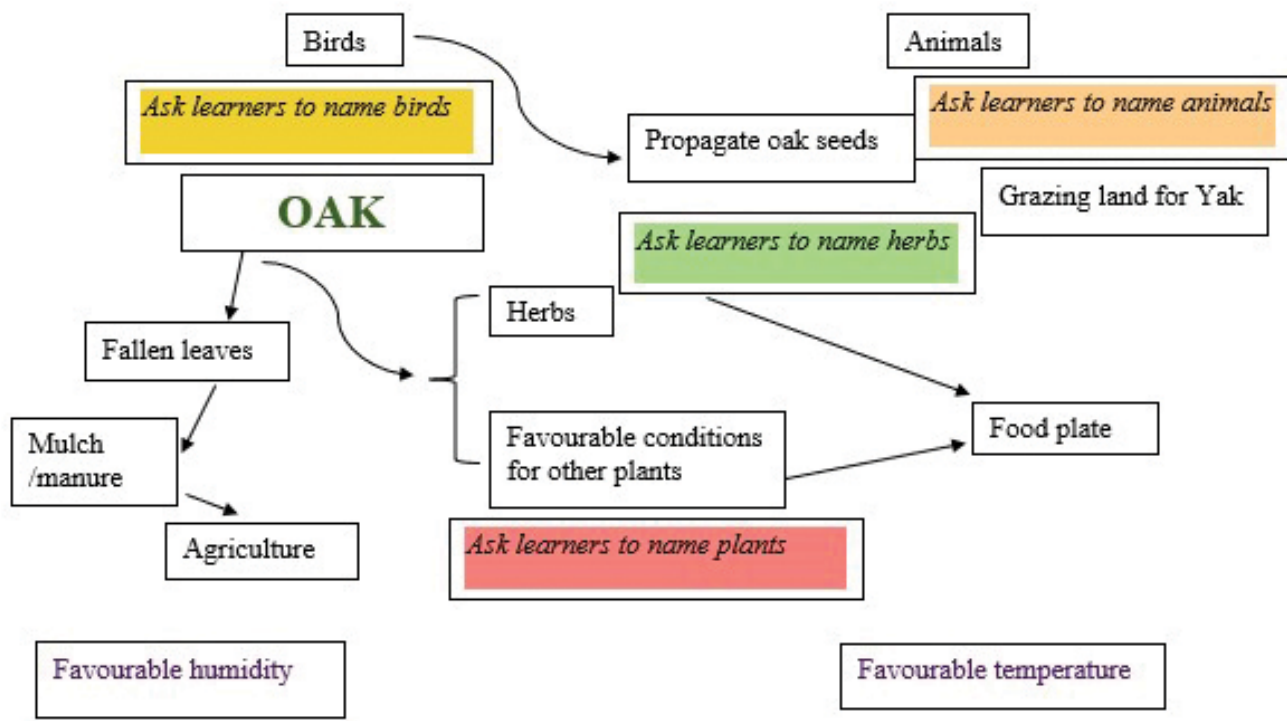 Birds
Animals
Ask learners to name birds
Ask learners to name animals
Propagate oak seeds
Grazing land for Yak
OAK
Ask learners to name herbs
Herbs
Fallen leaves
Favourable conditions
for other plants
Food plate
Mulch
/manure
Agriculture
Ask learners to name plants
Favourable humidity
Favourable temperature